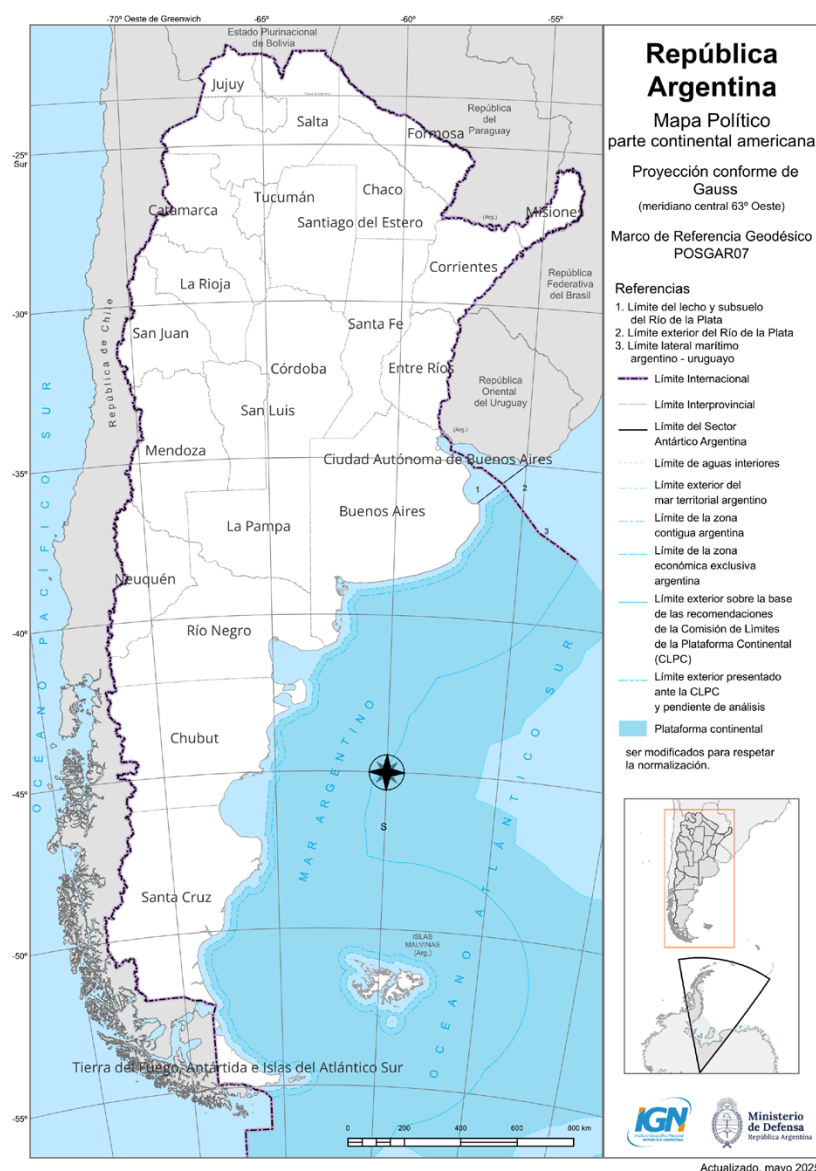 -70° Oeste de Greenwich
-65°
-60°
-55°
Estado Plurinacional
de Bolivia
Jujuy
Salta
República
del
Paraguay
Formosa
-25°
Sur
Chaco
Tucumán
Catamarca
Santiago del Estero
(Arg.)
Misiones
Corrientes
República
Federativa
del Brasil
La Rioja
-30°
San Juan
Santa Fe
República de Chile
Córdoba
Entre Ríos
República
Oriental
del Uruguay
San Luis
(Arg.)
Mendoza
Ciudad Autónoma de Buenos Aires
-35°
1
2
3
Buenos Aires
La Pampa
Neuquén
-40°
Río Negro
OCÉANO PACÍFICO SUR
Chubut
MAR ARGENTINO
OCÉANO ATLÁNTICO SUR
-45°
S
Santa Cruz
-50°
ISLAS
MALVINAS
(Arg.)
Tierra del Fuego, Antártida e Islas del Atlántico Sur
-55°
0 200 400 600 800 km
República
Argentina
Mapa Político
parte continental americana
Proyección conforme de
Gauss
(meridiano central 63º Oeste)
Marco de Referencia Geodésico
POSGAR07
Referencias
1. Límite del lecho y subsuelo
del Río de la Plata
2. Límite exterior del Río de la Plata
3. Límite lateral marítimo
argentino - uruguayo
Límite Internacional
Límite Interprovincial
Límite del Sector
Antártico Argentina
Límite de aguas interiores
Límite exterior del
mar territorial argentino
Límite de la zona
contigua argentina
Límite de la zona
económica exclusiva
argentina
Límite exterior sobre la base
de las recomendaciones
de la Comisión de Límites
de la Plataforma Continental
(CLPC)
Límite exterior presentado
ante la CLPC
y pendiente de análisis
Plataforma continental
ser modificados para respetar
la normalización.
IGN
Instituto Geográfico Nacional
REPÚBLICA ARGENTINA
Ministerio
de Defensa
República Argentina
Actualizado, mayo 2025